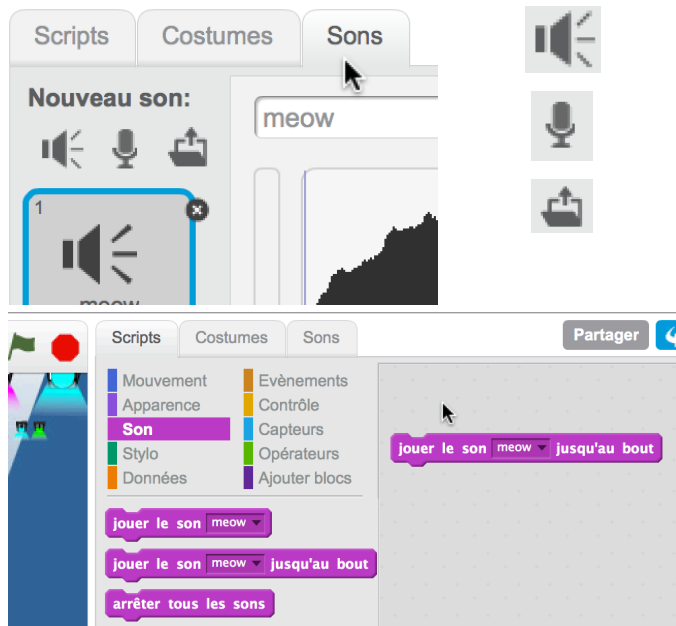 Scripts Costumes Sons
Nouveau son:
meow
1
meow
Scripts Costumes Sons Partager
Mouvement Evènements
Apparence Contrôle
Son Capteurs
Stylo Opérateurs
Données Ajouter blocs
jouer le son meow jusqu'au bout
jouer le son meow
jouer le son meow jusqu'au bout
arrêter tous les sons